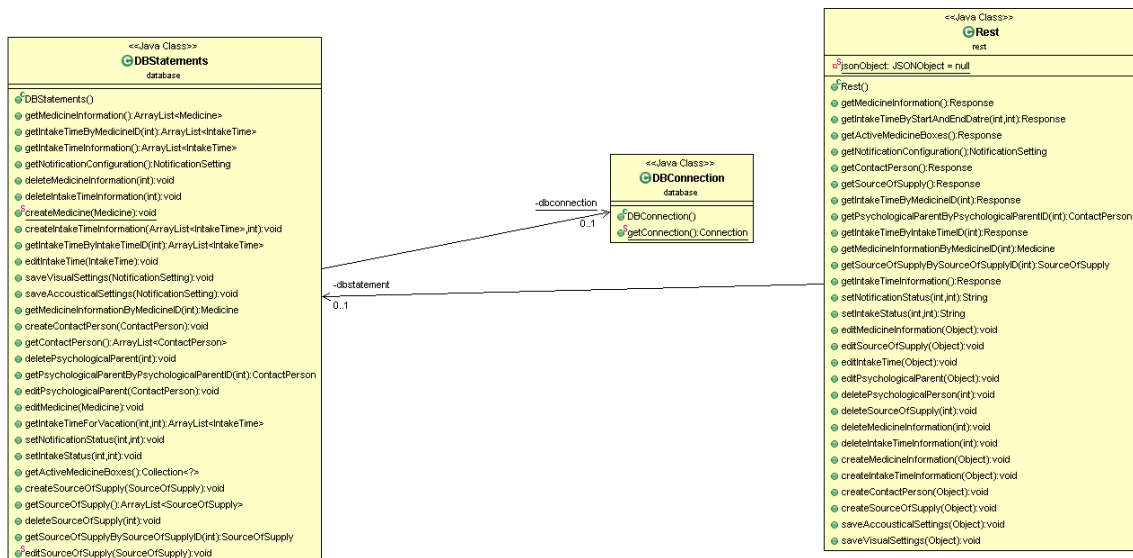 <<Java Class>>
DBStatements
database
DBStatements()
getMedicineInformation():ArrayList<Medicine>
getIntakeTimeByMedicineID(int):ArrayList<IntakeTime>
getIntakeTimeInformation():ArrayList<IntakeTime>
getNotificationConfiguration():NotificationSetting
deleteMedicineInformation(int):void
deleteIntakeTimeInformation(int):void
createMedicine(Medicine):void
createIntakeTimeInformation(ArrayList<IntakeTime>,int):void
getIntakeTimeByIntakeTimeID(int):ArrayList<IntakeTime>
editIntakeTime(IntakeTime):void
saveVisualSettings(NotificationSetting):void
saveAccousticalSettings(NotificationSetting):void
getMedicineInformationByMedicineID(int):Medicine
createContactPerson(ContactPerson):void
getContactPerson():ArrayList<ContactPerson>
deletePsychologicalParent(int):void
getPsychologicalParentByPsychologicalParentID(int):ContactPerson
editPsychologicalParent(ContactPerson):void
editMedicine(Medicine):void
getIntakeTimeForVacation(int,int):ArrayList<IntakeTime>
setNotificationStatus(int,int):void
setIntakeStatus(int,int):void
getActiveMedicineBoxes():Collection<?>
createSourceOfSupply(SourceOfSupply):void
getSourceOfSupply():ArrayList<SourceOfSupply>
deleteSourceOfSupply(int):void
getSourceOfSupplyBySourceOfSupplyID(int):SourceOfSupply
editSourceOfSupply(SourceOfSupply):void
-dbconnection
0..1
-dbstatement
0..1
<<Java Class>>
DBConnection
database
DBConnection()
getConnection():Connection
<<Java Class>>
Rest
rest
jsonObject: JSONObject = null
Rest()
getMedicineInformation():Response
getIntakeTimeByStartAndEndDatre(int,int):Response
getActiveMedicineBoxes():Response
getNotificationConfiguration():NotificationSetting
getContactPerson():Response
getSourceOfSupply():Response
getIntakeTimeByMedicineID(int):Response
getPsychologicalParentByPsychologicalParentID(int):ContactPerson
getIntakeTimeByIntakeTimeID(int):Response
getMedicineInformationByMedicineID(int):Medicine
getSourceOfSupplyBySourceOfSupplyID(int):SourceOfSupply
getIntakeTimeInformation():Response
setNotificationStatus(int,int):String
setIntakeStatus(int,int):String
editMedicineInformation(Object):void
editSourceOfSupply(Object):void
editIntakeTime(Object):void
editPsychologicalParent(Object):void
deletePsychologicalPerson(int):void
deleteSourceOfSupply(int):void
deleteMedicineInformation(int):void
deleteIntakeTimeInformation(int):void
createMedicineInformation(Object):void
createIntakeTimeInformation(Object):void
createContactPerson(Object):void
createSourceOfSupply(Object):void
saveAccousticalSettings(Object):void
saveVisualSettings(Object):void